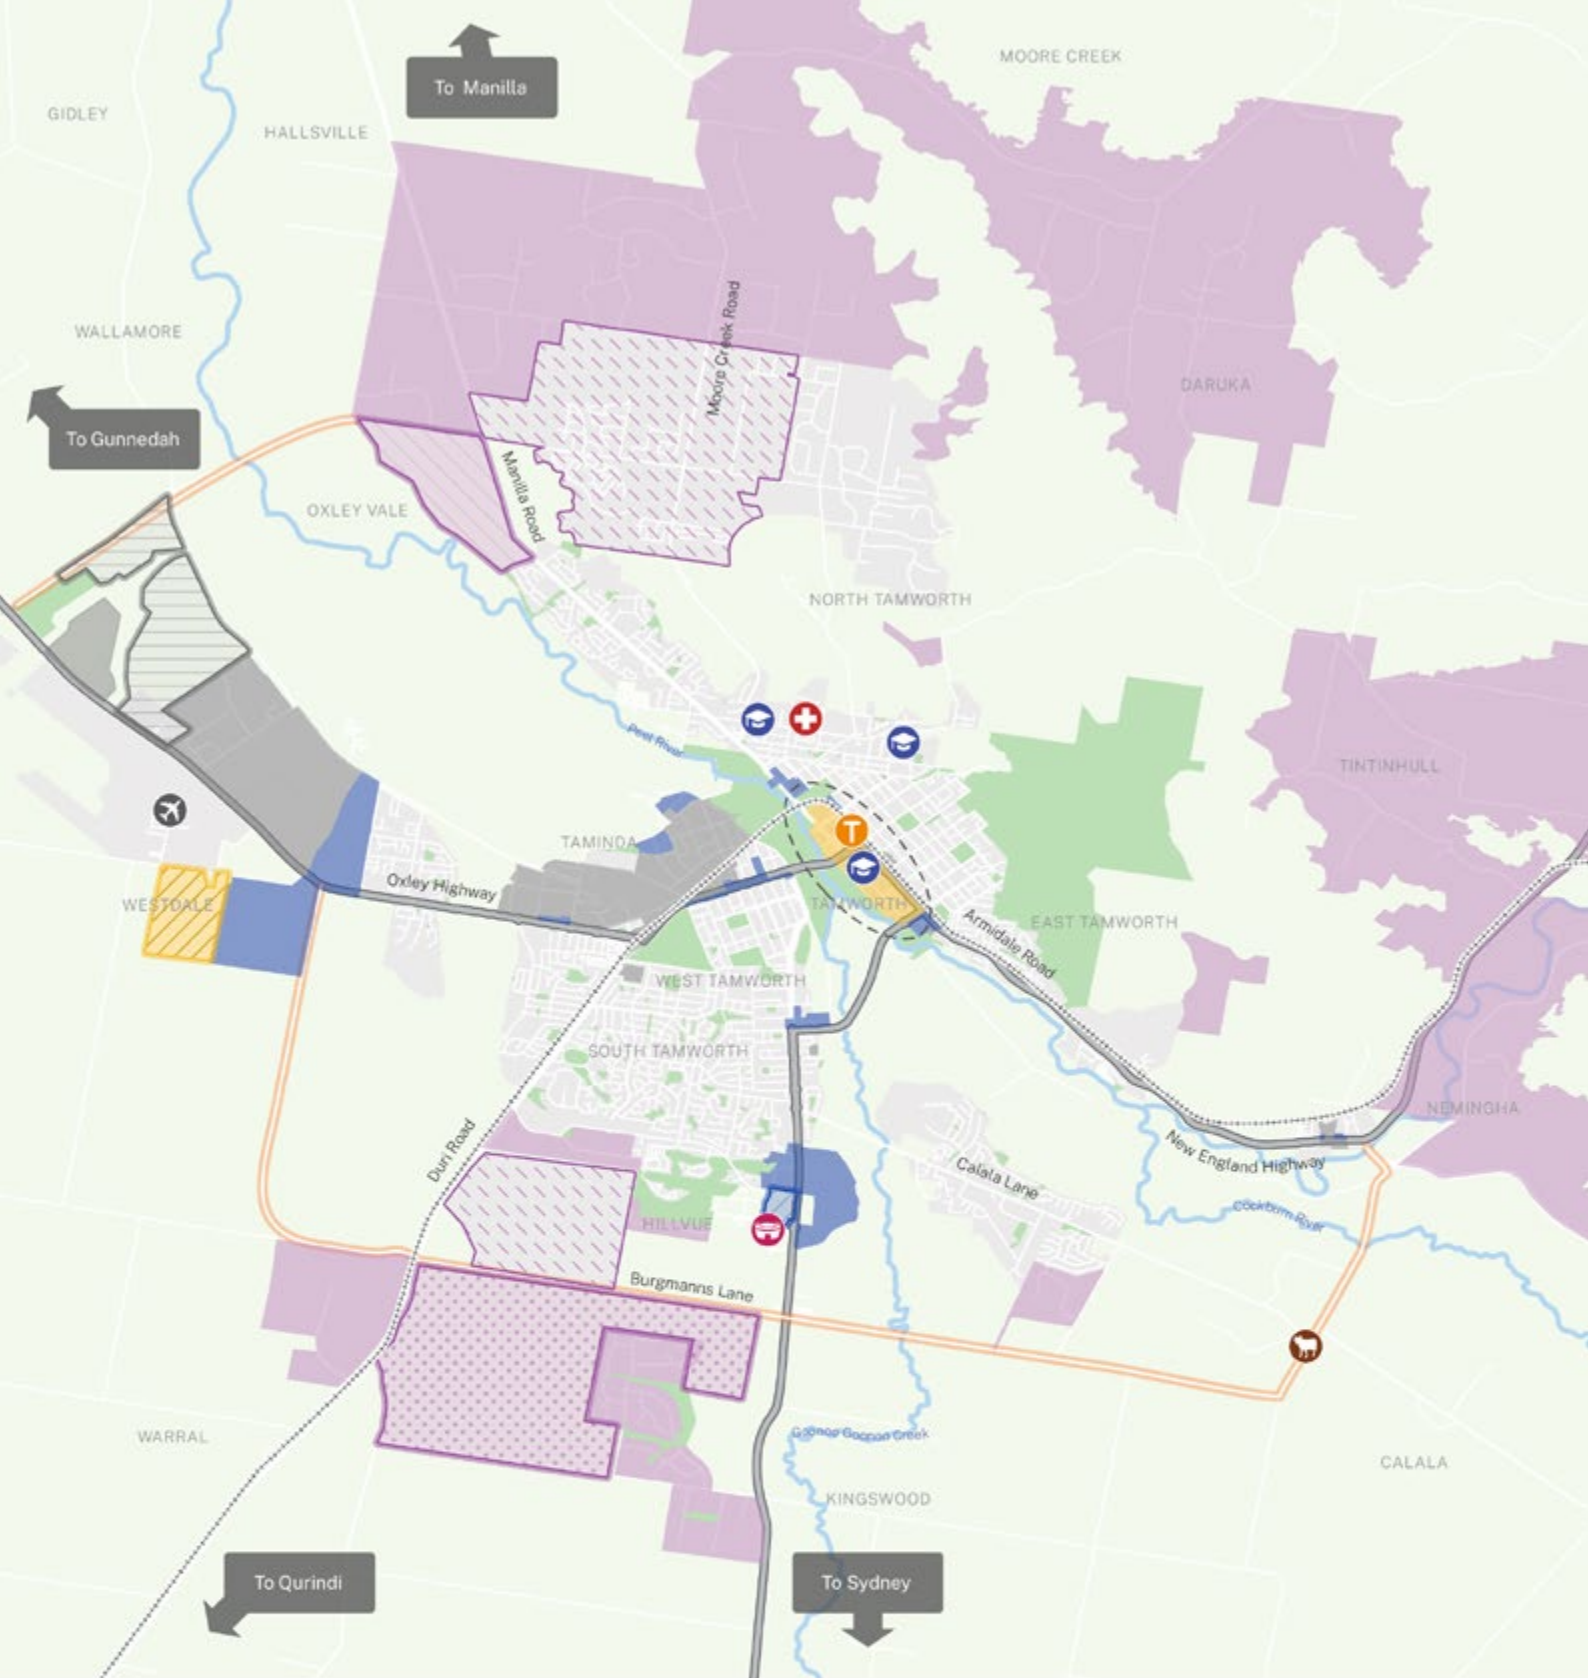 MOORE CREEK
To Manilla
GIDLEY
HALLSVILLE
WALLAMORE
Moore Creek Road
DARUKA
To Gunnedah
Manilla Road
OXLEY VALE
NORTH TAMWORTH
Peel River
TINTINHULL
T
TAMINDA
Oxley Highway
WESTDALE
TAMWORTH
Armidale Road
EAST TAMWORTH
WEST TAMWORTH
SOUTH TAMWORTH
NEMINGHA
Duri Road
New England Highway
Calala Lane
Cockburn River
HILLVUE
Burgmanns Lane
WARRAL
Goonoo Goonoo Creek
CALALA
KINGSWOOD
To Qurindi
To Sydney